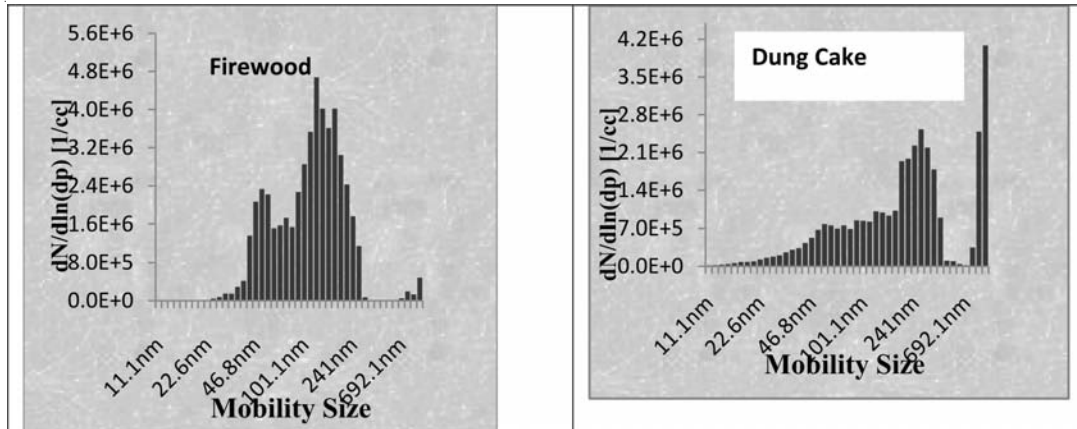 Firewood
dN/dln(dp) [1/cc]
5.6E+6
4.8E+6
4.0E+6
3.2E+6
2.4E+6
1.6E+6
8.0E+5
0.0E+0
11.1nm
22.6nm
46.8nm
101.1nm
241nm
692.1nm
Mobility Size
Dung Cake
dN/dln(dp) [1/cc]
4.2E+6
3.5E+6
2.8E+6
2.1E+6
1.4E+6
7.0E+5
0.0E+0
11.1nm
22.6nm
46.8nm
101.1nm
241nm
692.1nm
Mobility Size